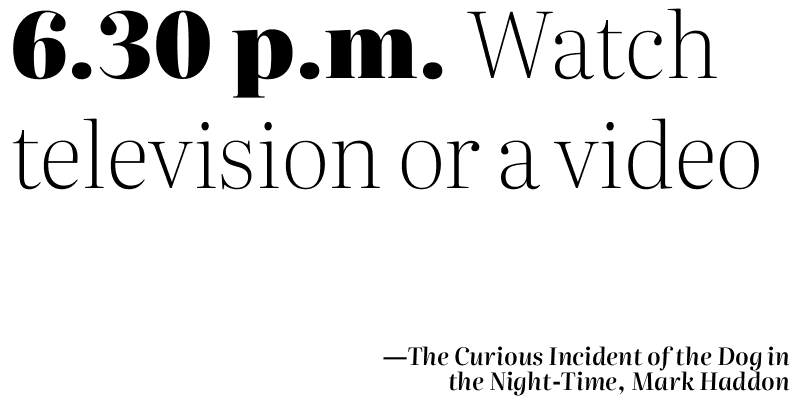 6.30 p.m. Watch
television or a video
—The Curious Incident of the Dog in
the Night-Time, Mark Haddon